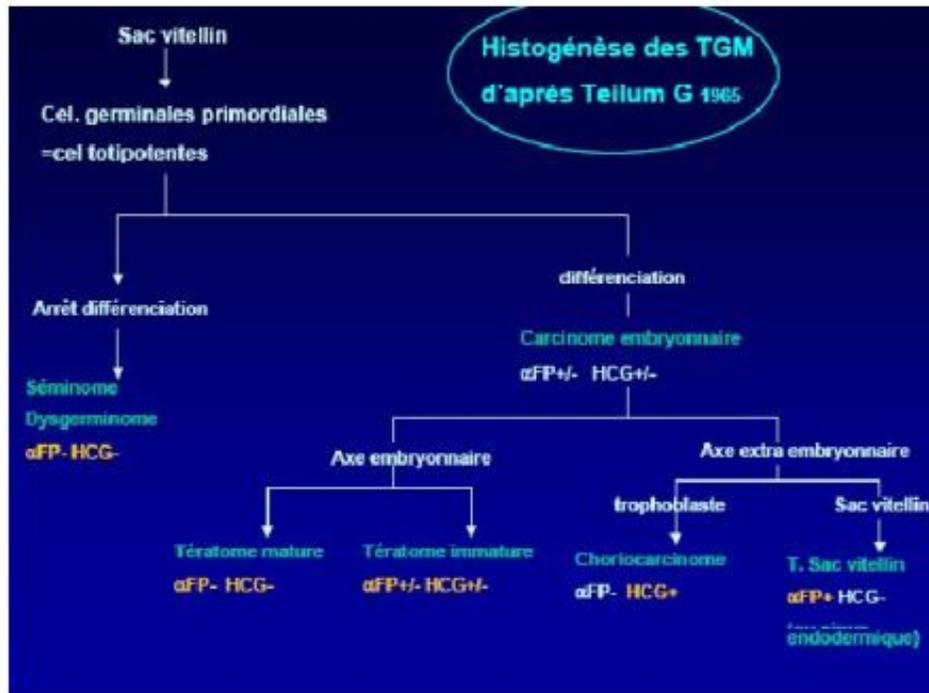 Sac vitellin
Histogénèse des TGM
d'aprés Teilum G 1965
Cel. germinales primordiales
=cel totipotentes
différenciation
Arrêt différenciation
Carcinome embryonnaire
αFP+/- HCG+/-
Séminome
Dysgerminome
αFP- HCG-
Axe embryonnaire
Axe extra embryonnaire
trophoblaste
Sac vitellin
Tératome mature
αFP- HCG-
Tératome immature
αFP+/- HCG+/-
Choriocarcinome
αFP- HCG+
T. Sac vitellin
αFP+ HCG-
endodermique)